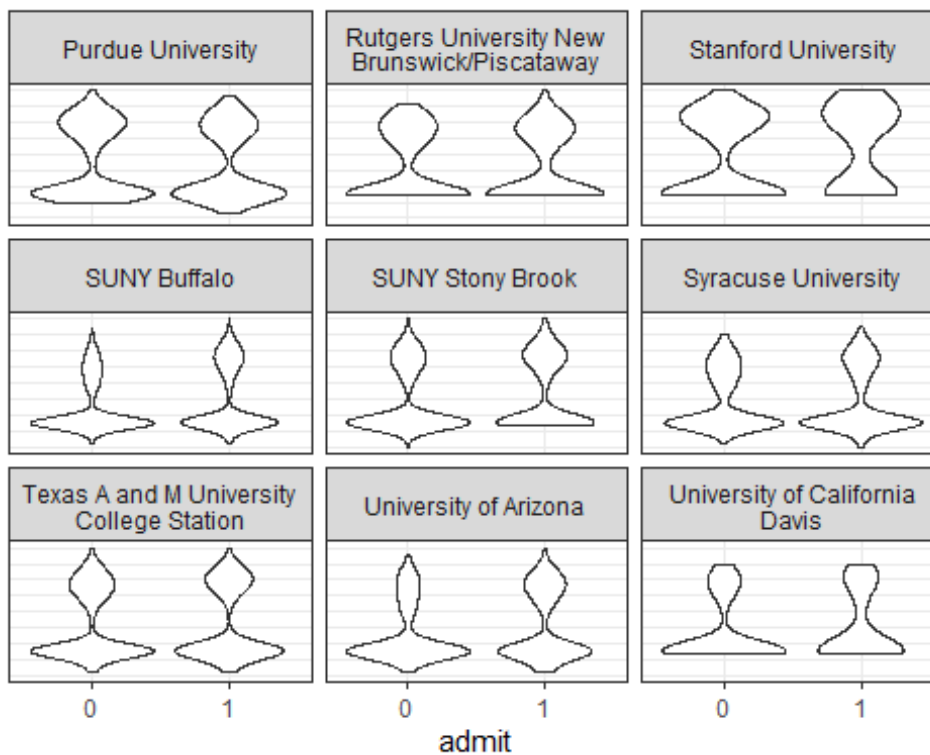 Purdue University
Rutgers University New
Brunswick/Piscataway
Stanford University
SUNY Buffalo
SUNY Stony Brook
Syracuse University
Texas A and M University
College Station
University of Arizona
University of California
Davis
0 1 0 1 0 1
admit